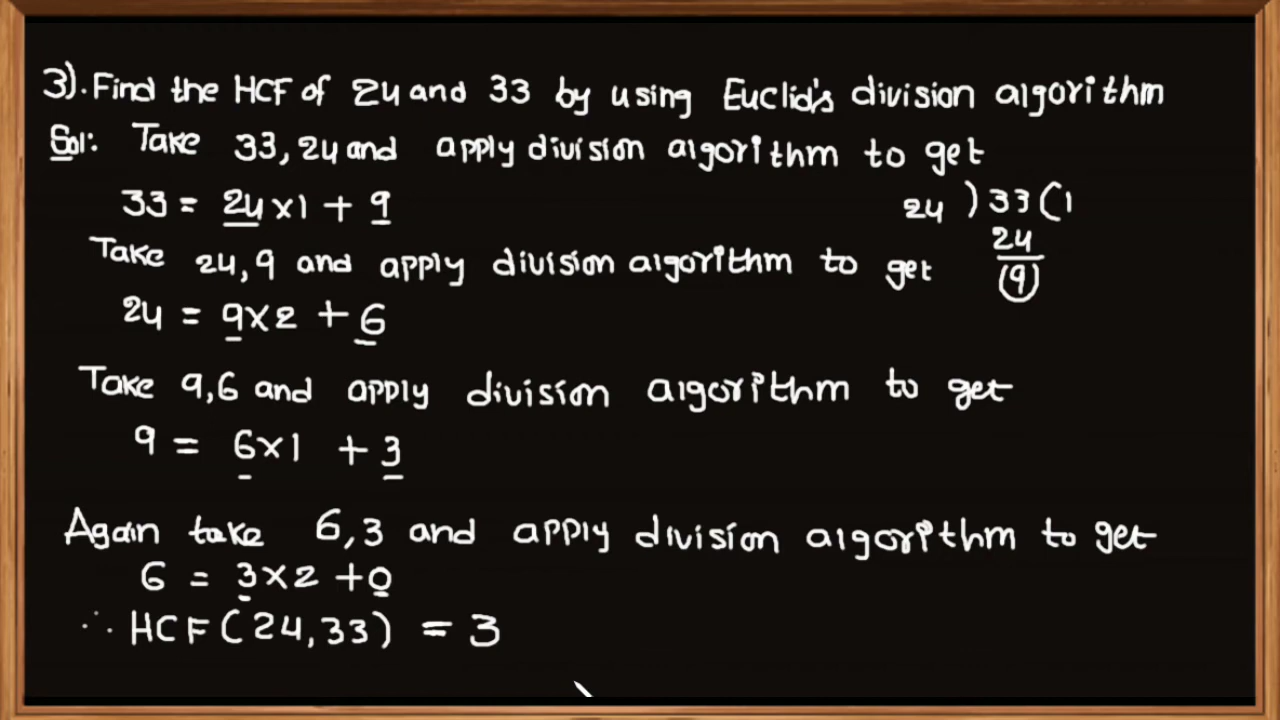 3). Find the HCF of 24 and 33 by using Euclid's division algorithm
Sol: Take 33, 24 and apply division algorithm to get
33 = 24 x 1 + 9
24 ) 33 ( 1
24
9
Take 24, 9 and apply division algorithm to get
24 = 9 x 2 + 6
Take 9, 6 and apply division algorithm to get
9 = 6 x 1 + 3
Again take 6, 3 and apply division algorithm to get
6 = 3 x 2 + 0
∴ HCF (24, 33) = 3